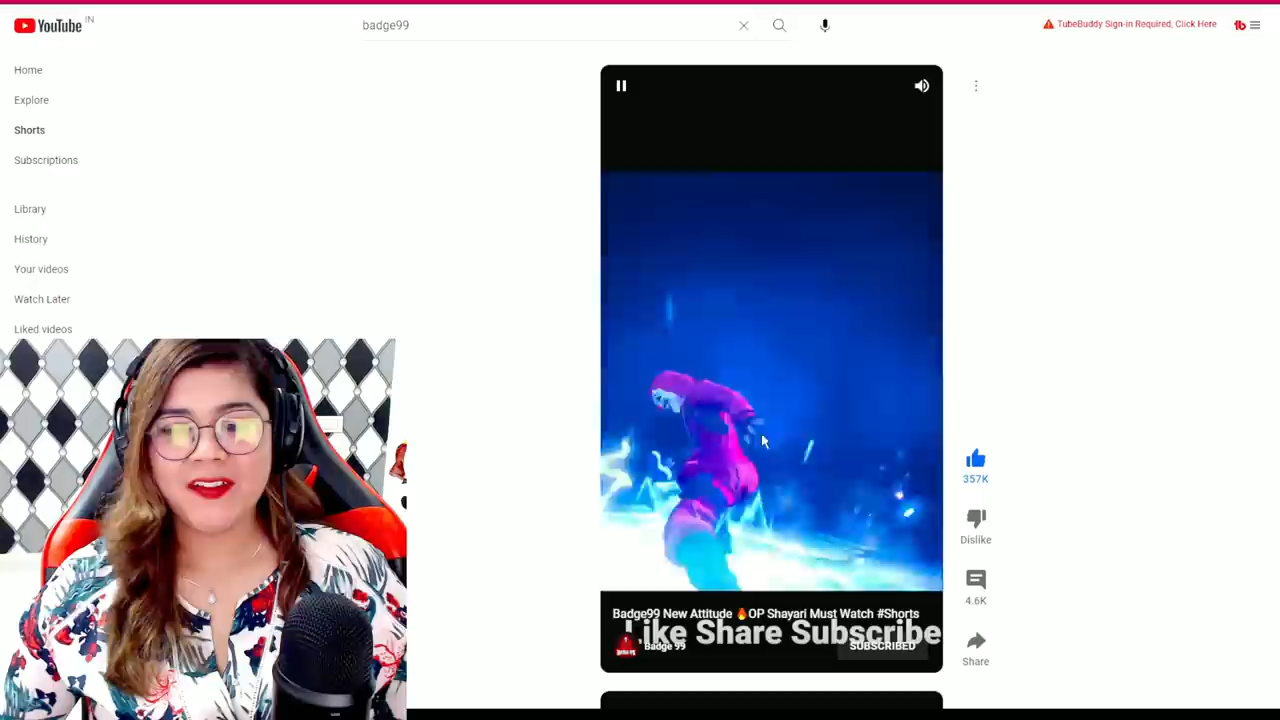 YouTube IN
badge99
TubeBuddy Sign-in Required, Click Here
tb
Home
Explore
Shorts
Subscriptions
Library
History
Your videos
Watch Later
Liked videos
357K
Dislike
4.6K
Share
Badge99 New Attitude 🔥OP Shayari Must Watch #Shorts
Like Share Subscribe
Badge 99
SUBSCRIBED